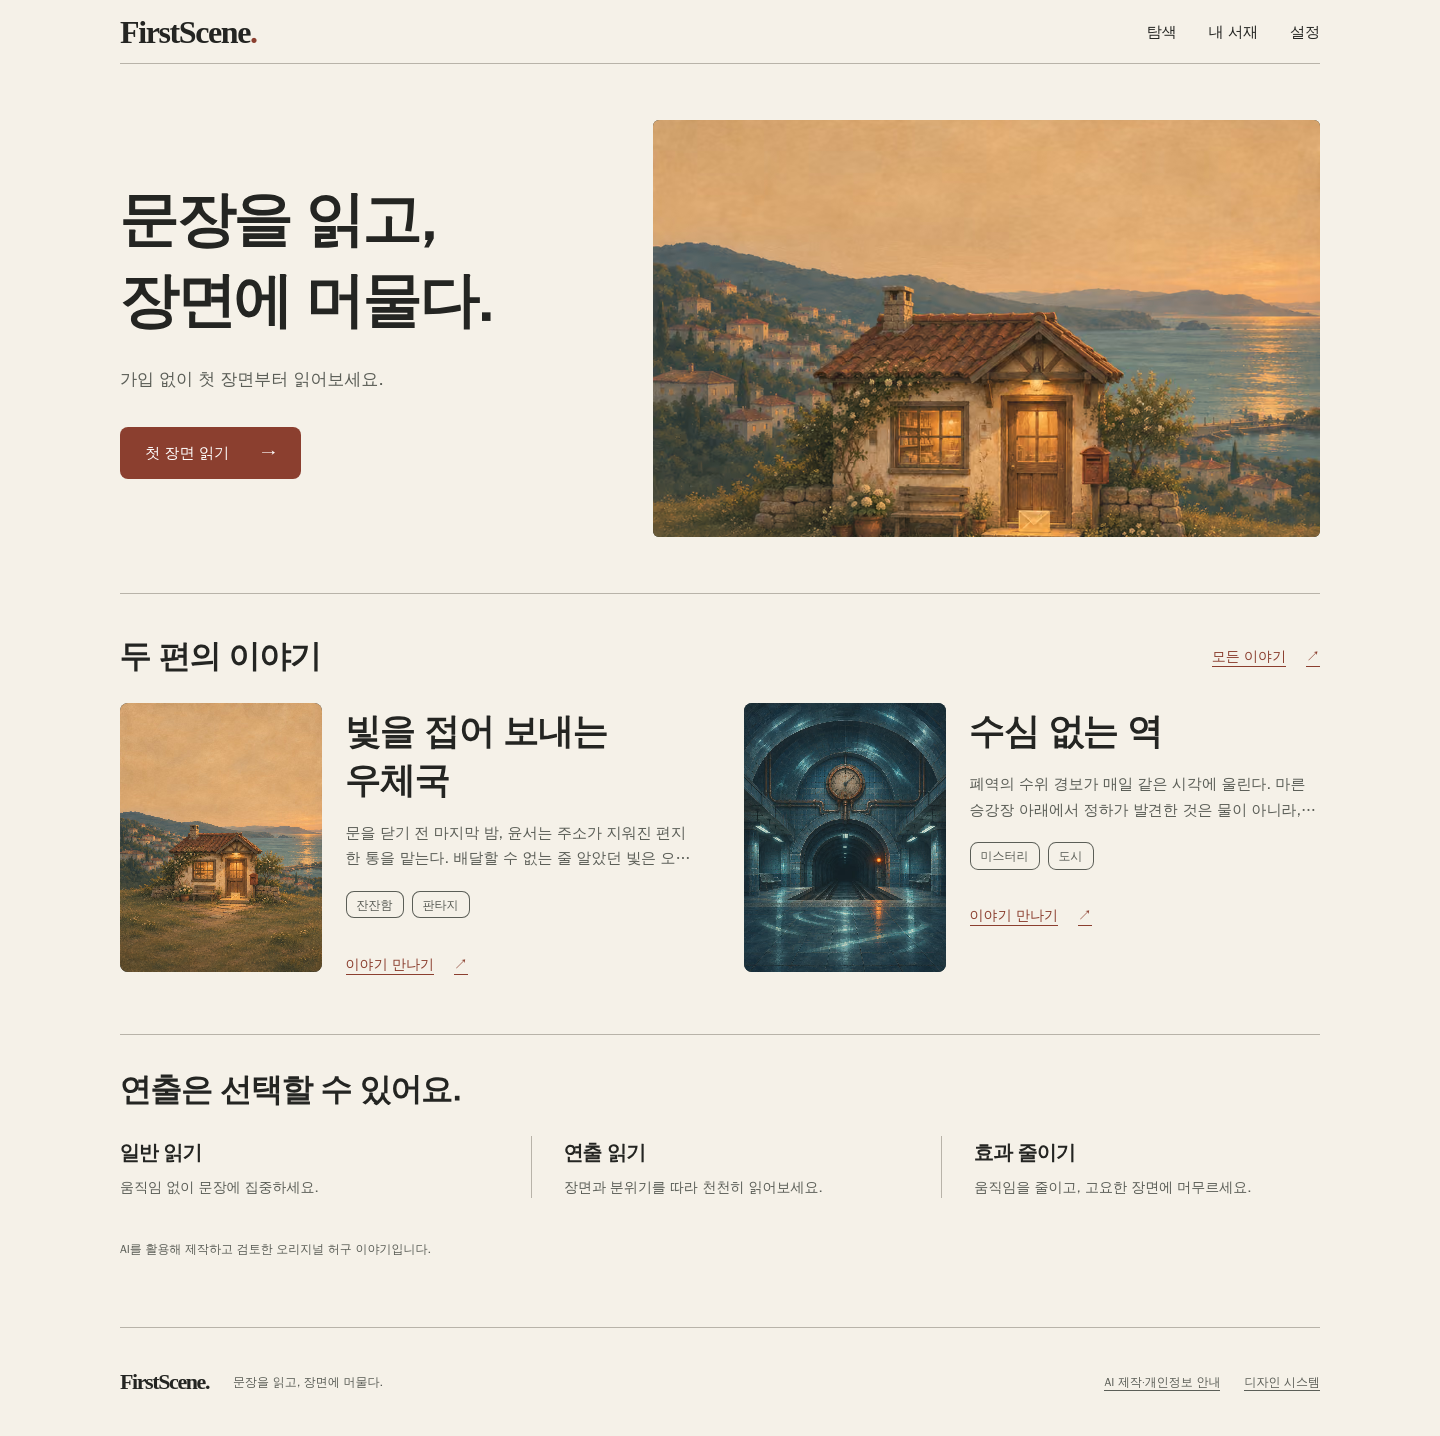 FirstScene.
탐색
내 서재
설정
문장을 읽고,
장면에 머물다.
가입 없이 첫 장면부터 읽어보세요.
첫 장면 읽기 →
두 편의 이야기
모든 이야기 ↗
빛을 접어 보내는
우체국
문을 닫기 전 마지막 밤, 윤서는 주소가 지워진 편지
한 통을 맡는다. 배달할 수 없는 줄 알았던 빛은 오…
잔잔함
판타지
이야기 만나기 ↗
수심 없는 역
폐역의 수위 경보가 매일 같은 시각에 울린다. 마른
승강장 아래에서 정하가 발견한 것은 물이 아니라,…
미스터리
도시
이야기 만나기 ↗
연출은 선택할 수 있어요.
일반 읽기
움직임 없이 문장에 집중하세요.
연출 읽기
장면과 분위기를 따라 천천히 읽어보세요.
효과 줄이기
움직임을 줄이고, 고요한 장면에 머무르세요.
AI를 활용해 제작하고 검토한 오리지널 허구 이야기입니다.
FirstScene.
문장을 읽고, 장면에 머물다.
AI 제작·개인정보 안내
디자인 시스템